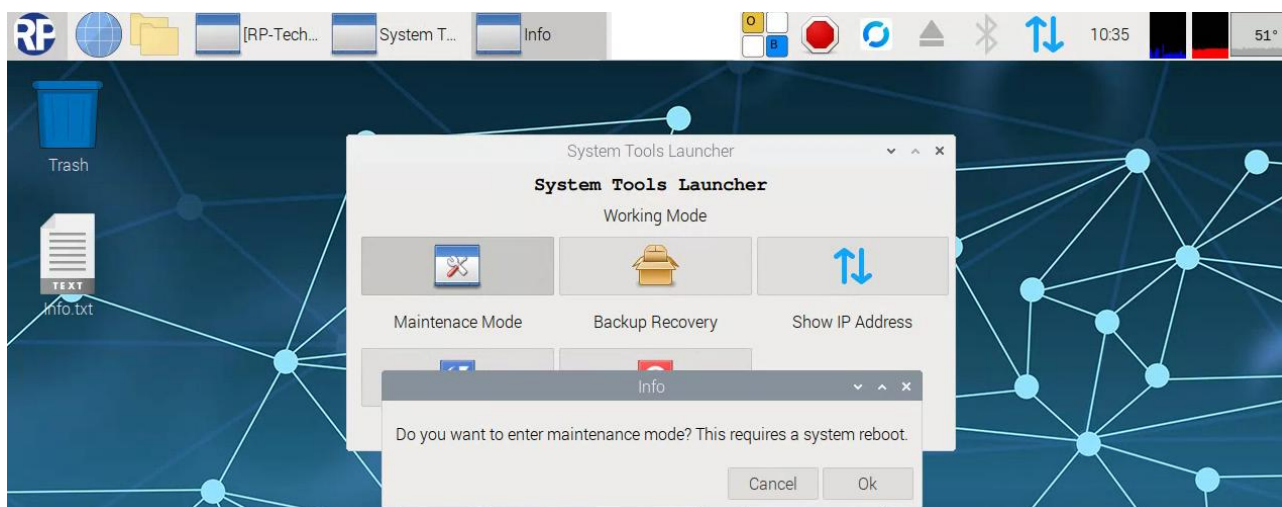 RP
[RP-Tech...
System T...
Info
O
B
10:35
51°
Trash
TEXT
Info.txt
System Tools Launcher
System Tools Launcher
Working Mode
Maintenace Mode
Backup Recovery
Show IP Address
Info
Do you want to enter maintenance mode? This requires a system reboot.
Cancel
Ok